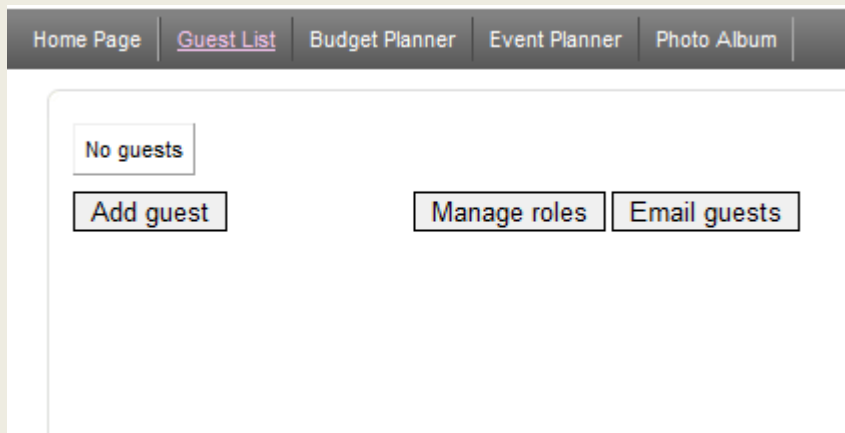 Home Page Guest List Budget Planner Event Planner Photo Album
No guests
Add guest Manage roles Email guests